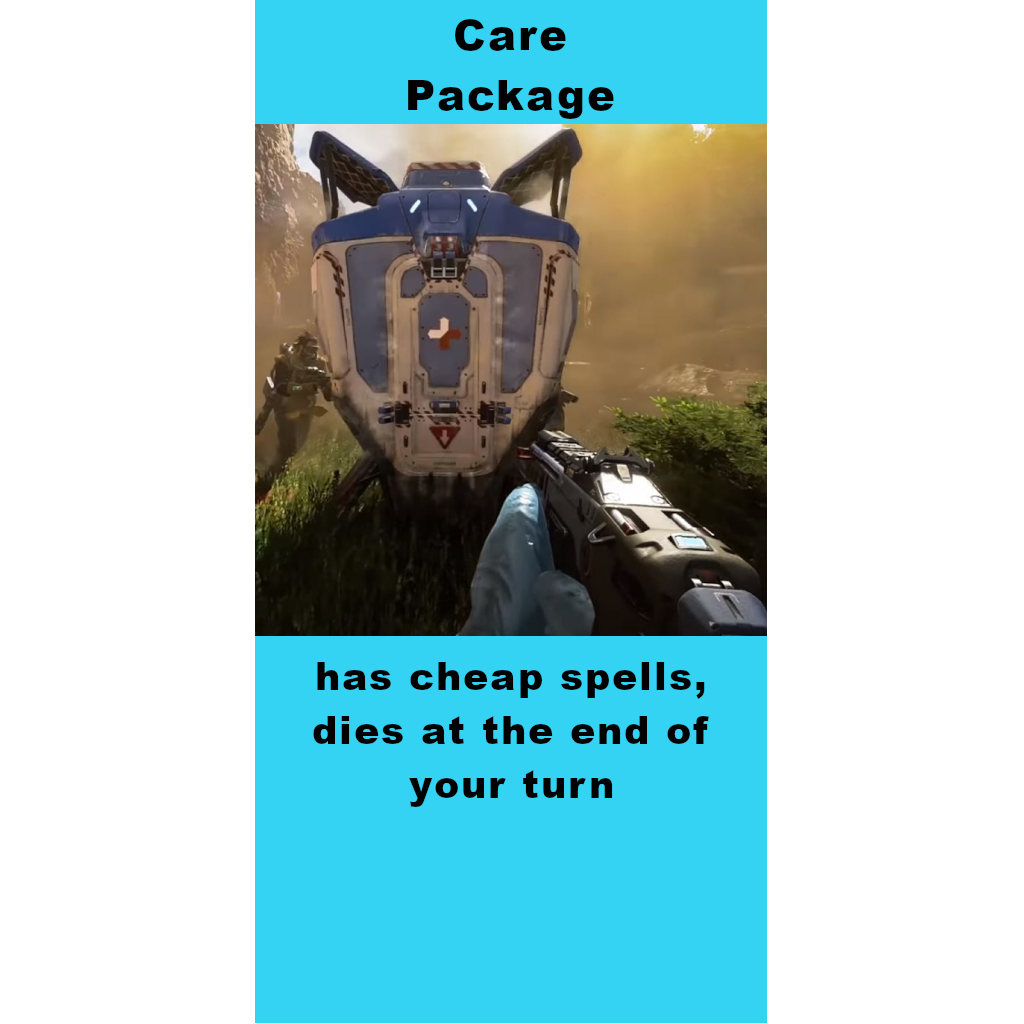 Care
Package
has cheap spells,
dies at the end of
your turn